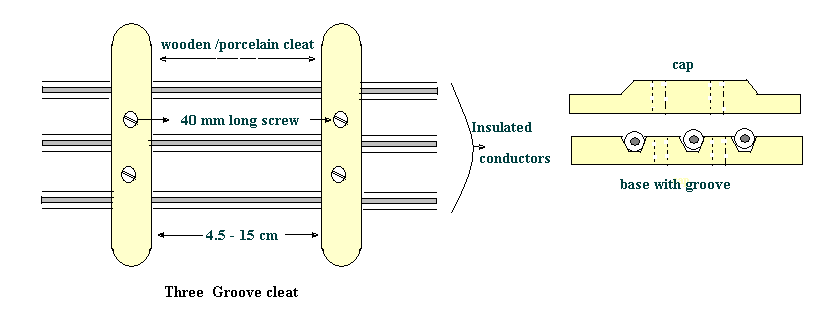 wooden /porcelain cleat
40 mm long screw
4.5 - 15 cm
Three Groove cleat
Insulated
conductors
cap
base with groove